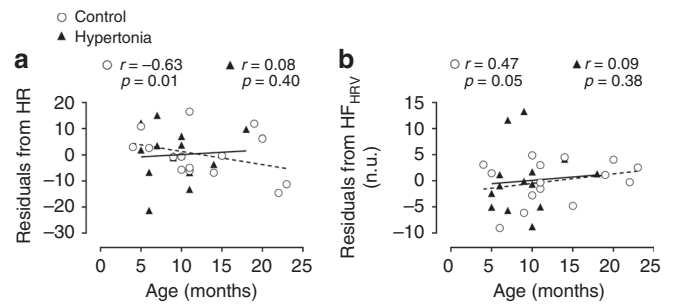 ○ Control
▲ Hypertonia
a
○ r = –0.63
p = 0.01
▲ r = 0.08
p = 0.40
Residuals from HR
20
10
0
–10
–20
–30
0 5 10 15 20 25
Age (months)
b
○ r = 0.47
p = 0.05
▲ r = 0.09
p = 0.38
Residuals from HFHRV
(n.u.)
15
10
5
0
–5
–10
0 5 10 15 20 25
Age (months)